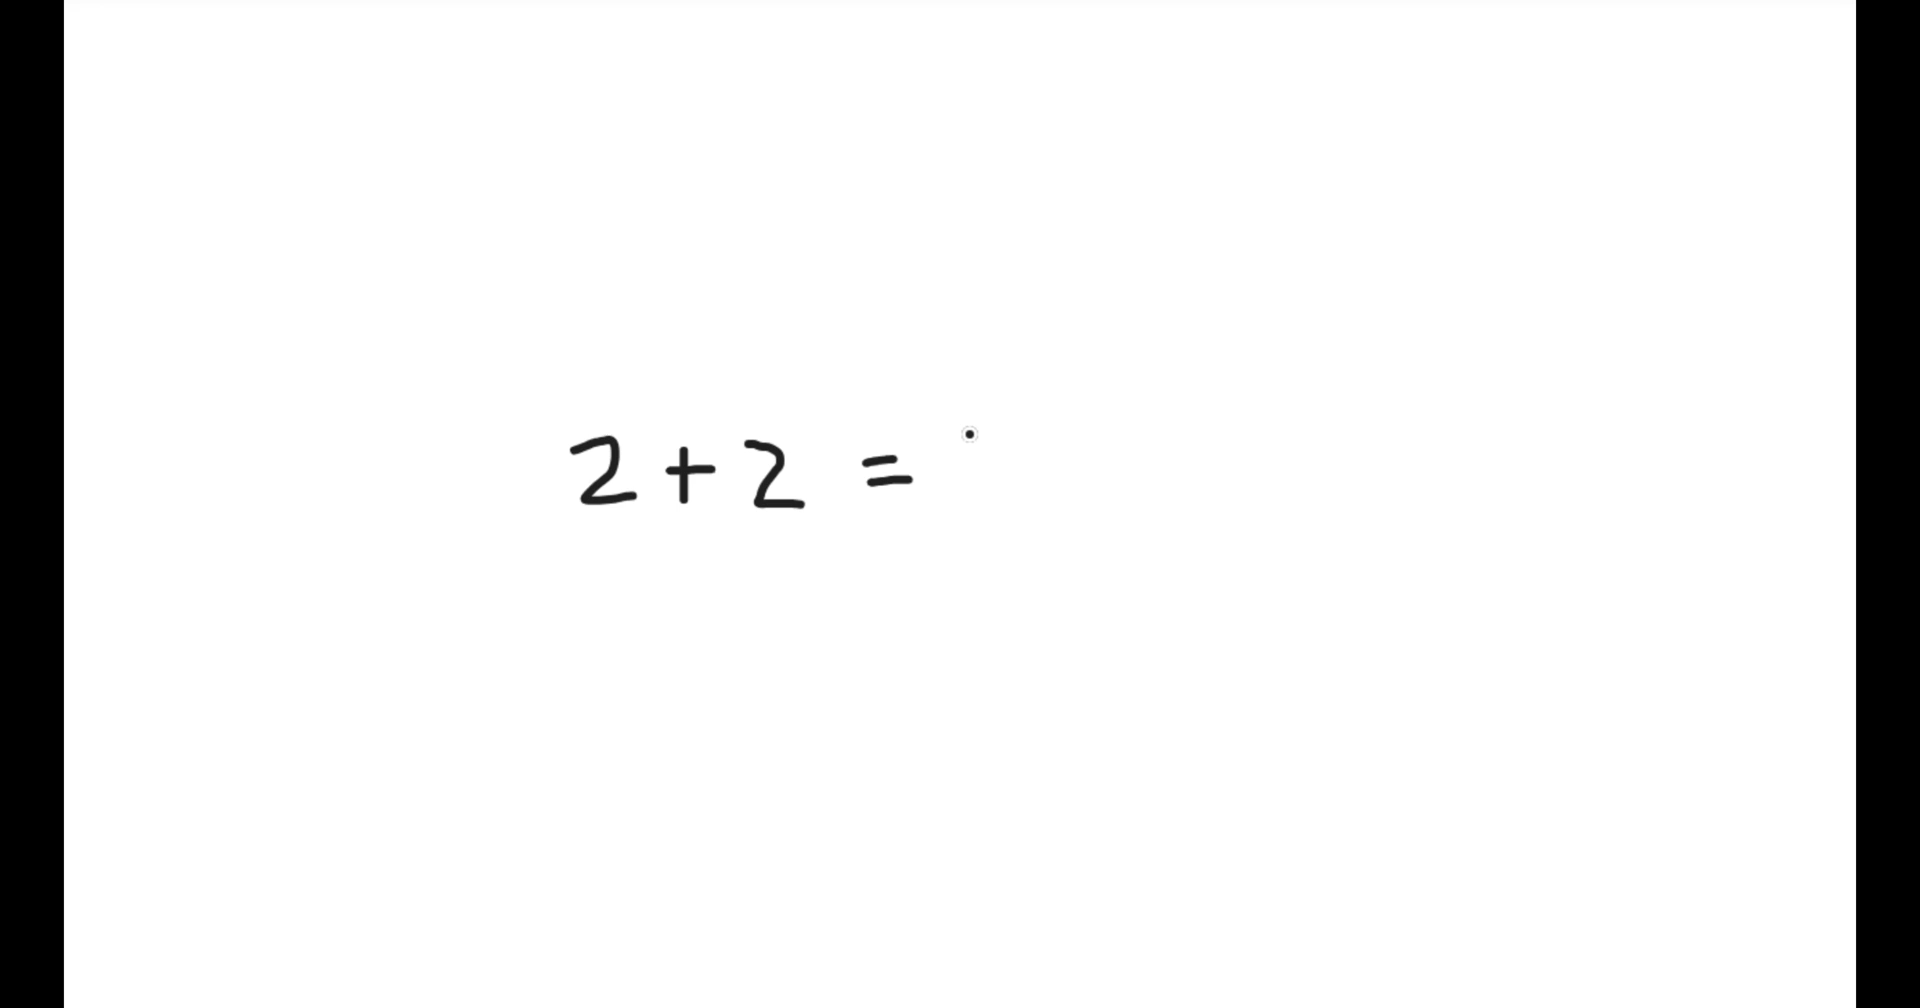 2 + 2 =